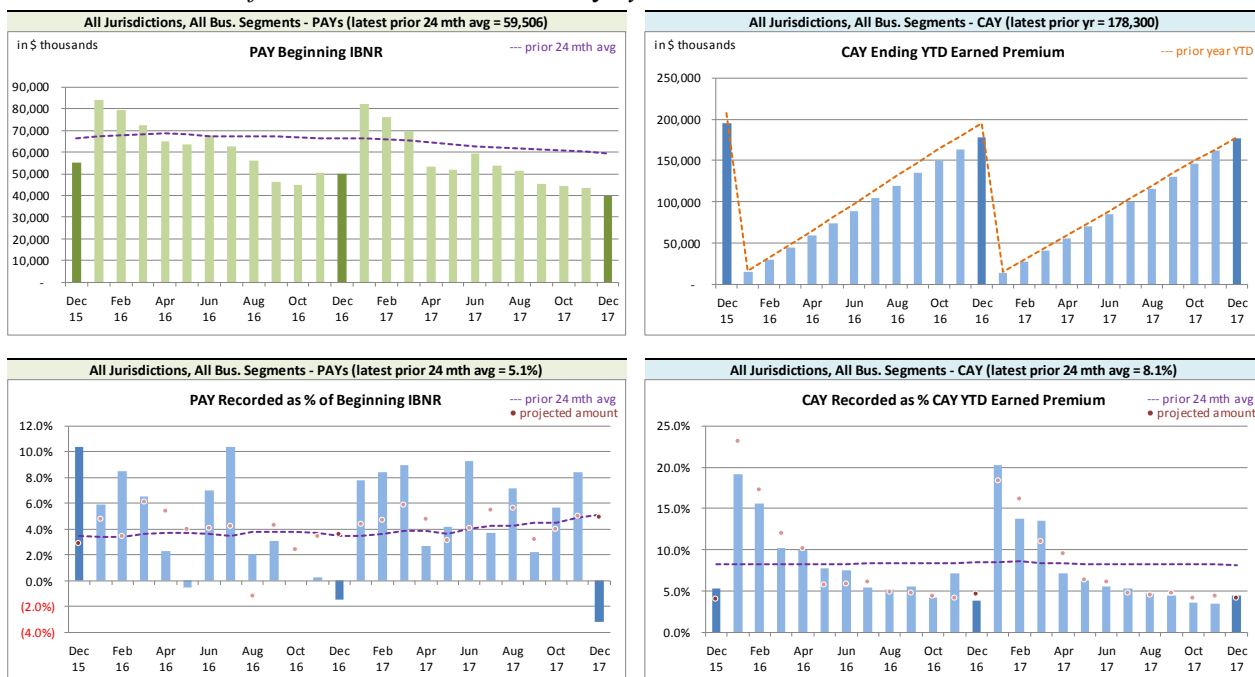 All Jurisdictions, All Bus. Segments - PAYs (latest prior 24 mth avg = 59,506)
in $ thousands
PAY Beginning IBNR
--- prior 24 mth avg
90,000
80,000
70,000
60,000
50,000
40,000
30,000
20,000
10,000
-
Dec Feb Apr Jun Aug Oct Dec Feb Apr Jun Aug Oct Dec
15 16 16 16 16 16 16 17 17 17 17 17 17
All Jurisdictions, All Bus. Segments - CAY (latest prior yr = 178,300)
in $ thousands
CAY Ending YTD Earned Premium
--- prior year YTD
250,000
200,000
150,000
100,000
50,000
-
Dec Feb Apr Jun Aug Oct Dec Feb Apr Jun Aug Oct Dec
15 16 16 16 16 16 16 17 17 17 17 17 17
All Jurisdictions, All Bus. Segments - PAYs (latest prior 24 mth avg = 5.1%)
PAY Recorded as % of Beginning IBNR
--- prior 24 mth avg
projected amount
12.0%
10.0%
8.0%
6.0%
4.0%
2.0%
0.0%
(2.0%)
(4.0%)
Dec Feb Apr Jun Aug Oct Dec Feb Apr Jun Aug Oct Dec
15 16 16 16 16 16 16 17 17 17 17 17 17
All Jurisdictions, All Bus. Segments - CAY (latest prior 24 mth avg = 8.1%)
CAY Recorded as % CAY YTD Earned Premium
--- prior 24 mth avg
projected amount
25.0%
20.0%
15.0%
10.0%
5.0%
0.0%
Dec Feb Apr Jun Aug Oct Dec Feb Apr Jun Aug Oct Dec
15 16 16 16 16 16 16 17 17 17 17 17 17